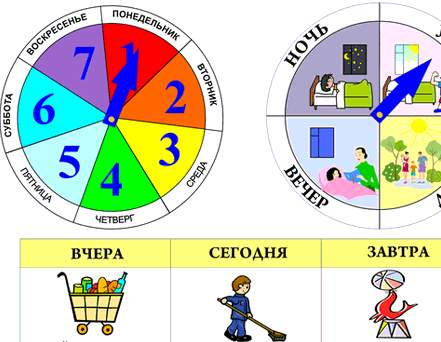 ПОНЕДЕЛЬНИК
ВТОРНИК
СРЕДА
ЧЕТВЕРГ
ПЯТНИЦА
СУББОТА
ВОСКРЕСЕНЬЕ
1
2
3
4
5
6
7
НОЧЬ
ВЕЧЕР
ВЧЕРА
СЕГОДНЯ
ЗАВТРА